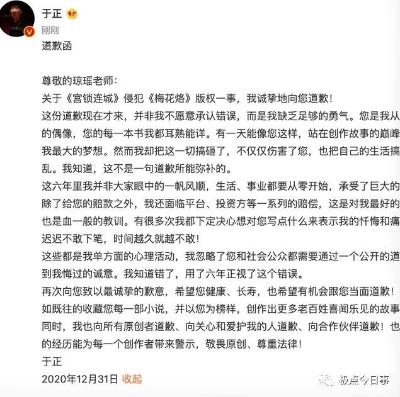 于正
刚刚
道歉函
尊敬的琼瑶老师：
关于《宫锁连城》侵犯《梅花烙》版权一事，我诚挚地向您道歉！
这份道歉现在才来，并非我不愿意承认错误，而是我缺乏足够的勇气。您是我从
的偶像，您的每一本书我都耳熟能详。有一天能像您这样，站在创作故事的巅峰
我最大的梦想。然而我却把这一切搞砸了，不仅仅伤害了您，也把自己的生活搞
乱。我知道，这不是一句道歉所能弥补的。
这六年里我并非大家眼中的一帆风顺，生活、事业都要从零开始，承受了巨大的
除了给您的赔款之外，我还面临平台、投资方等一系列的赔偿，这是对我最好的
也是血一般的教训。有很多次我都下定决心想对您写点什么来表示我的忏悔和痛
迟迟不敢下笔，时间越久就越不敢！
这些都是我单方面的心理活动，我忽略了您和社会公众都需要通过一个公开的道
到我悔过的诚意。我知道错了，用了六年正视了这个错误。
再次向您致以最诚挚的歉意，希望您健康、长寿，也希望有机会跟您当面道歉！
如既往的收藏您每一部小说，并以您为榜样，创作出更多老百姓喜闻乐见的故事
同时，我也向所有原创者道歉、向关心和爱护我的人道歉、向合作伙伴道歉！也
的经历能为每一个创作者带来警示，敬畏原创、尊重法律！
于正
2020年12月31日 收起
极点今日事